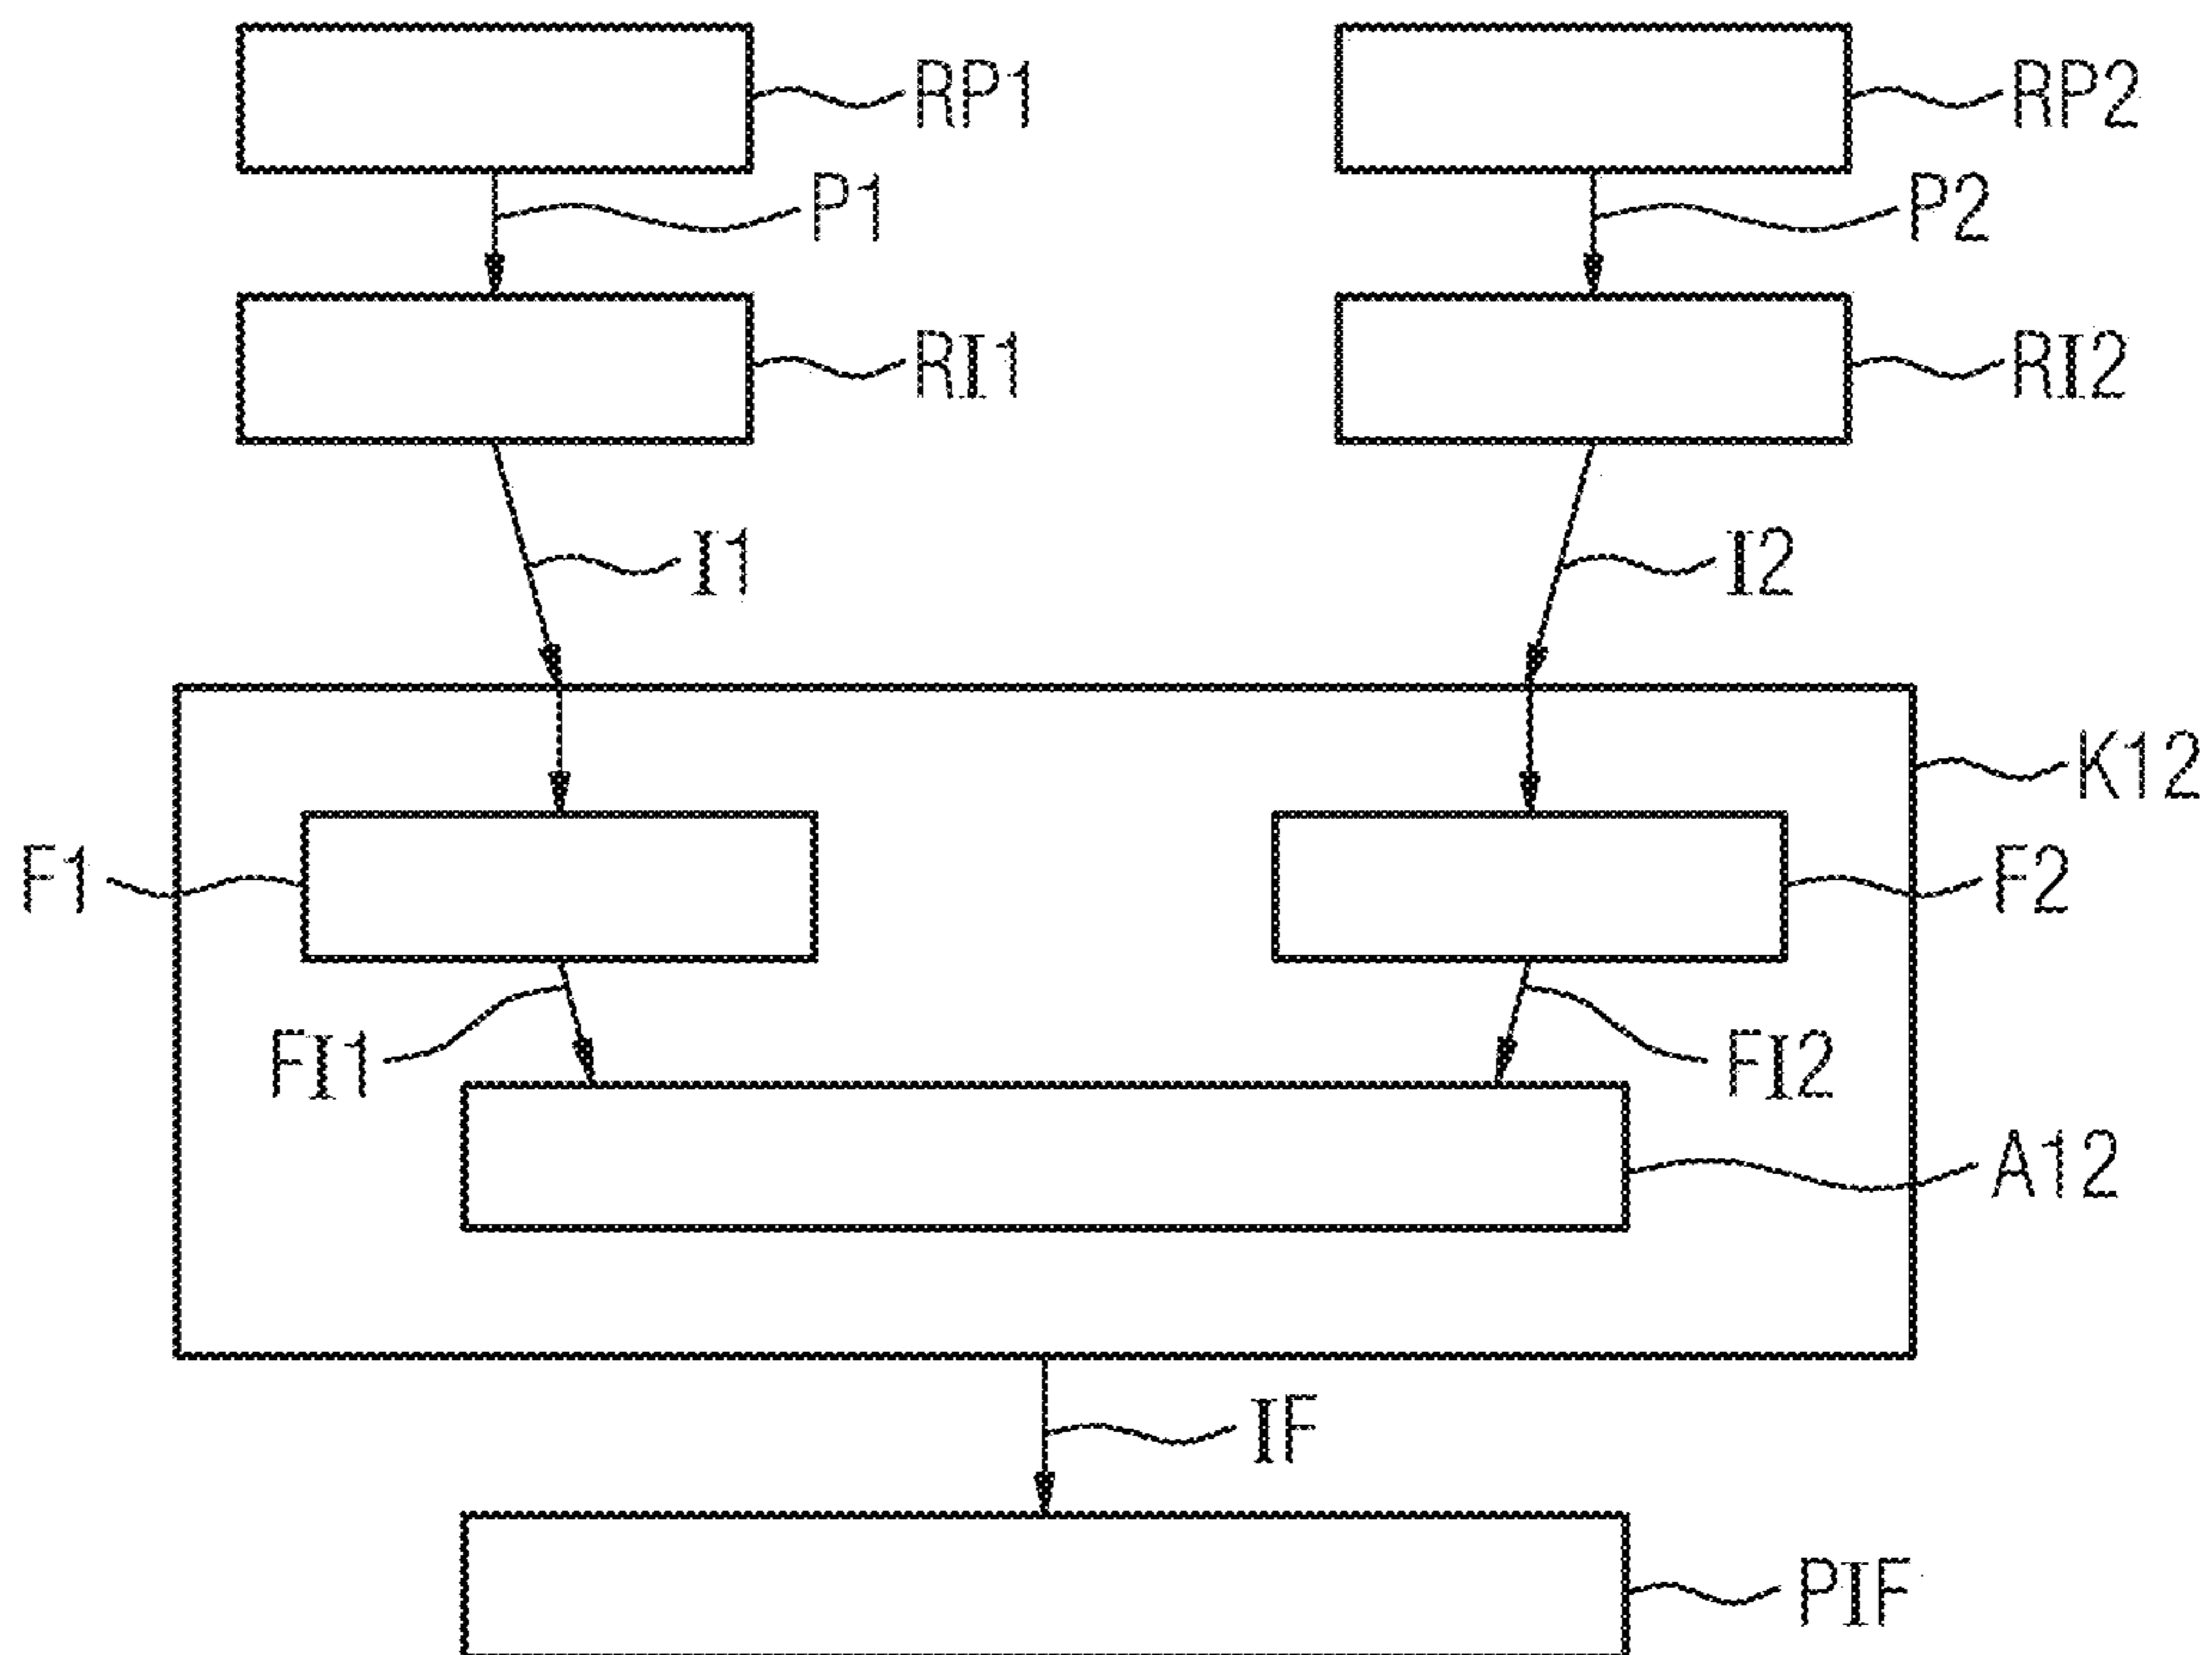 RP1 RP2
P1 P2
RI1 RI2
I1 I2
K12
F1 F2
FI1 FI2
A12
IF
PIF